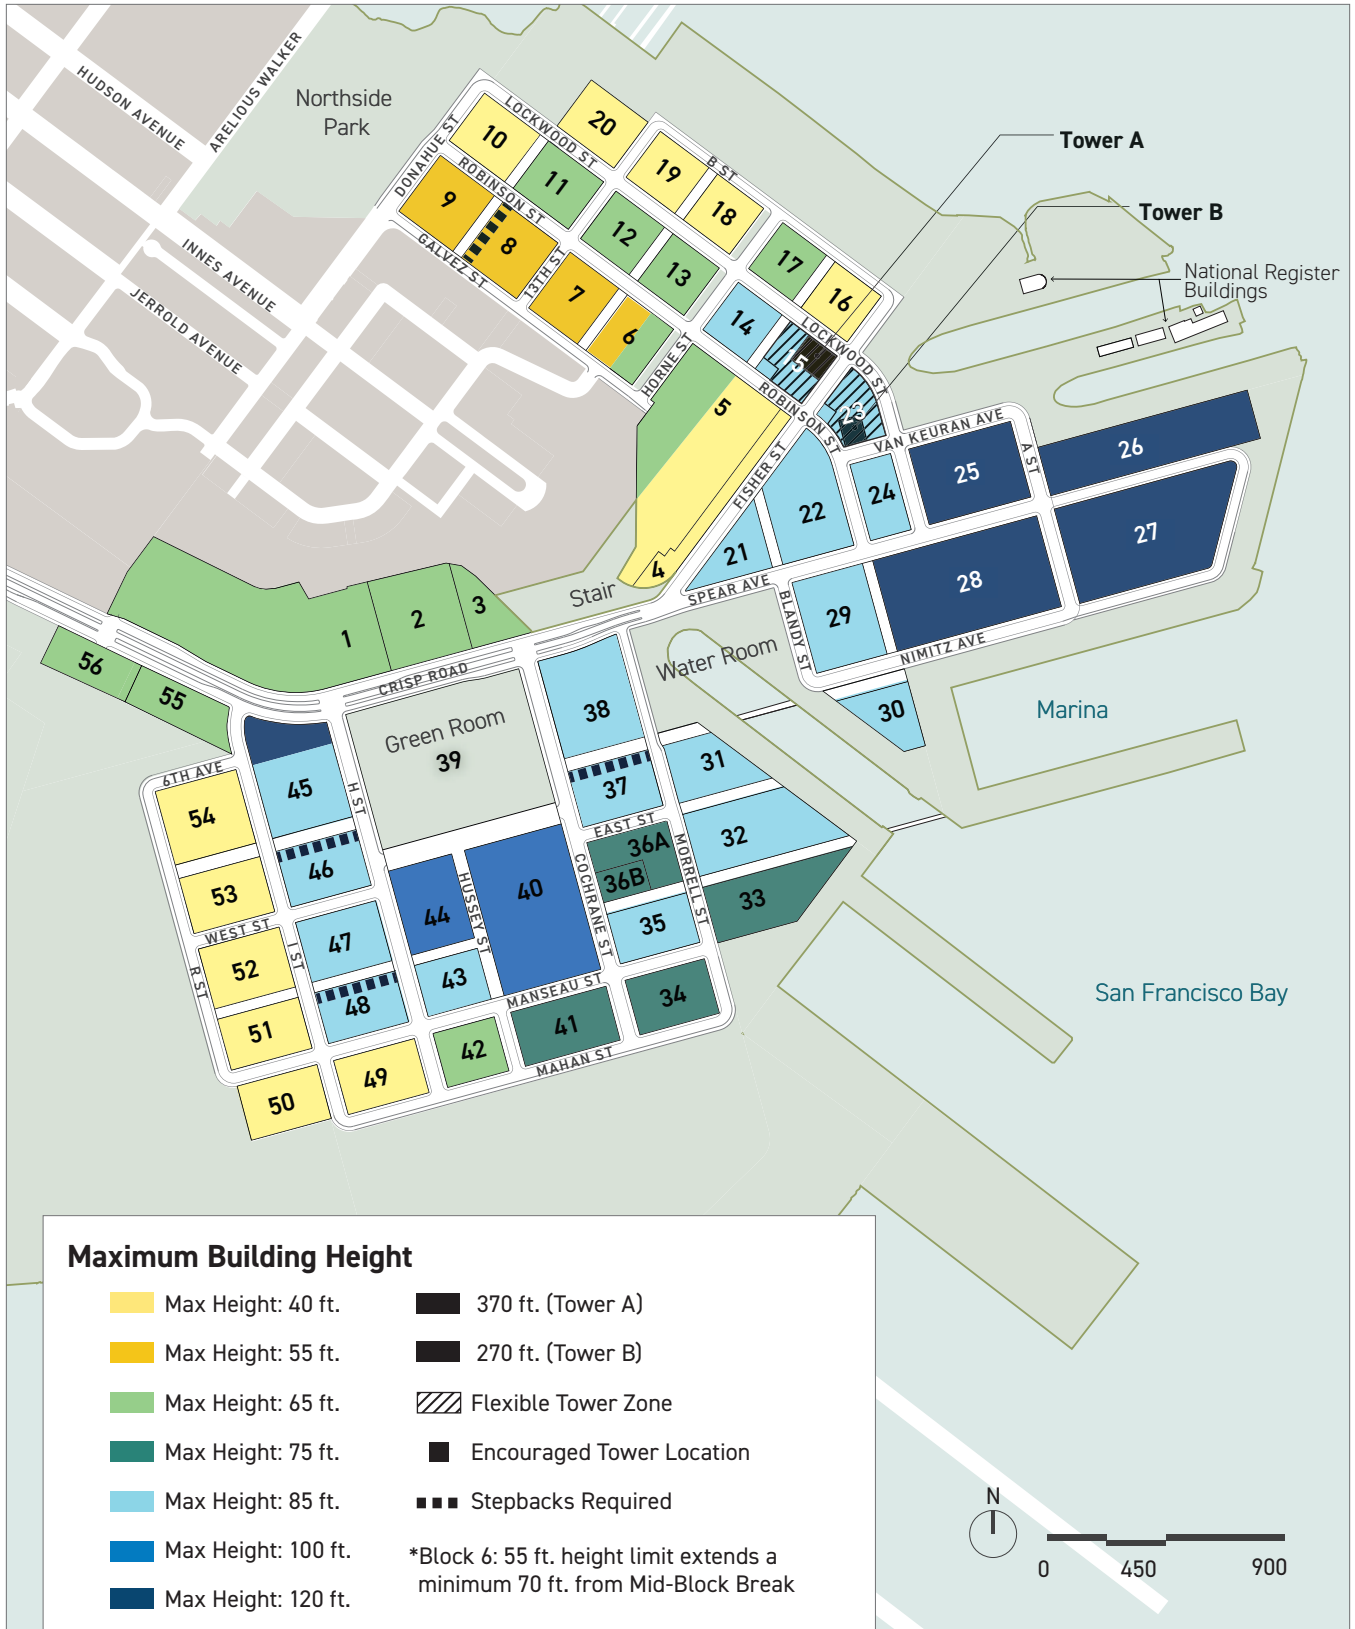 HUDSON AVENUE
ARELIOUS WALKER
Northside
Park
INNES AVENUE
JERROLD AVENUE
DONAHUE ST
LOCKWOOD ST
ROBINSON ST
GALVEZ ST
13TH ST
HORNE ST
B ST
20
10
11
19
18
9
8
12
13
17
16
7
6
14
15
LOCKWOOD ST
ROBINSON ST
5
23
Tower A
Tower B
National Register
Buildings
VAN KEURAN AVE
A ST
FISHER ST
26
25
24
22
27
21
4
28
29
Stair
SPEAR AVE
BLANDY ST
NIMITZ AVE
1
2
3
CRISP ROAD
56
55
Water Room
30
Marina
38
Green Room
39
31
37
6TH AVE
45
H ST
54
EAST ST
32
36A
36B
46
53
MORRELL ST
COCHRANE ST
HUSSEY ST
40
44
33
35
WEST ST
I ST
R ST
47
52
43
48
MANSEAU ST
34
41
51
42
MAHAN ST
49
50
San Francisco Bay
Maximum Building Height
Max Height: 40 ft.
Max Height: 55 ft.
Max Height: 65 ft.
Max Height: 75 ft.
Max Height: 85 ft.
Max Height: 100 ft.
Max Height: 120 ft.
370 ft. (Tower A)
270 ft. (Tower B)
Flexible Tower Zone
Encouraged Tower Location
Stepbacks Required
*Block 6: 55 ft. height limit extends a
minimum 70 ft. from Mid-Block Break
N
0 450 900